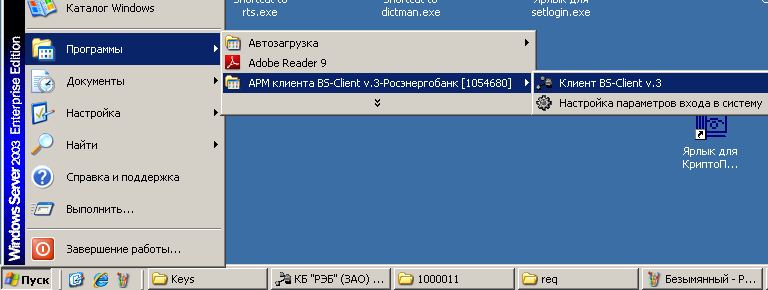 Shortcut to
rts.exe
Shortcut to
dictman.exe
Ярлык для
setlogin.exe
Каталог Windows
Программы
Документы
Настройка
Найти
Справка и поддержка
Выполнить...
Завершение работы...
Windows Server 2003 Enterprise Edition
Автозагрузка
Adobe Reader 9
АРМ клиента BS-Client v.3-Росэнергобанк [1054680]
Клиент BS-Client v.3
Настройка параметров входа в систему
Ярлык для
КриптоП...
Пуск
Keys
КБ "РЭБ" (ЗАО) ...
1000011
req
Безымянный - P...